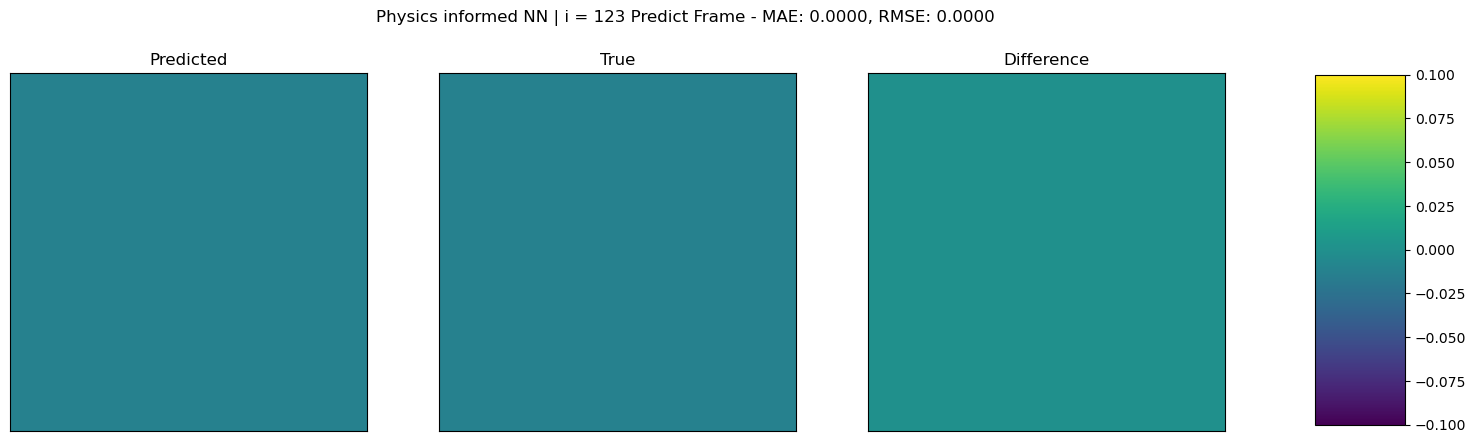 Physics informed NN | i = 123 Predict Frame - MAE: 0.0000, RMSE: 0.0000
Predicted
True
Difference
0.100
0.075
0.050
0.025
0.000
−0.025
−0.050
−0.075
−0.100